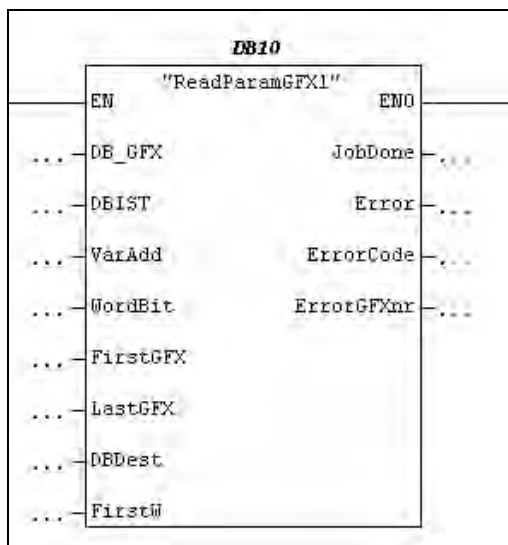 DB10
"ReadParamGFX1"
EN ENO
... DB_GFX JobDone ...
... DBIST Error ...
... VarAdd ErrorCode ...
... WordBit ErrorGFXnr ...
... FirstGFX
... LastGFX
... DBDest
... FirstW